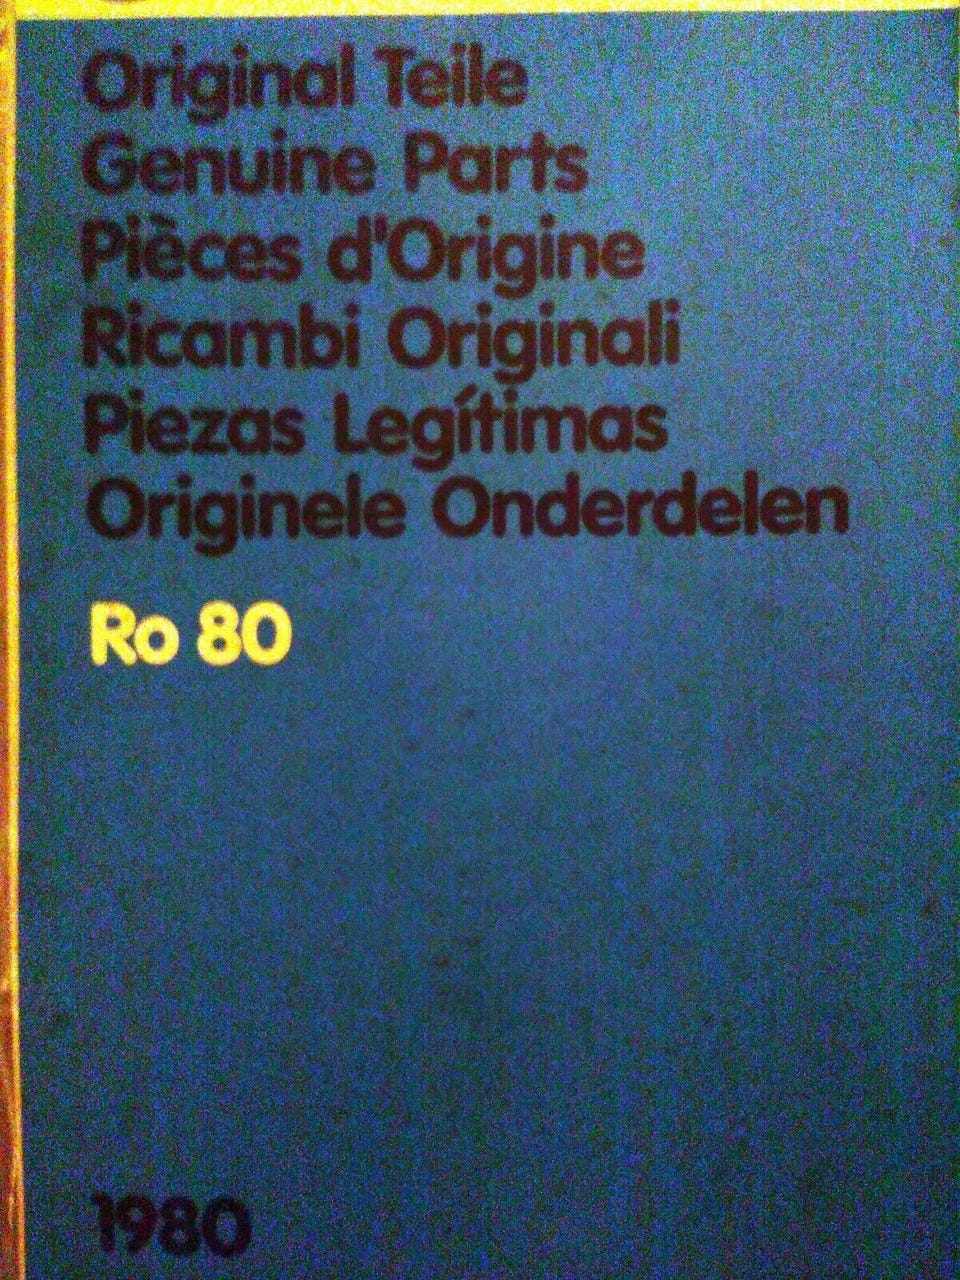 Original Teile
Genuine Parts
Pièces d'Origine
Ricambi Originali
Piezas Legítimas
Originele Onderdelen
Ro 80
1980